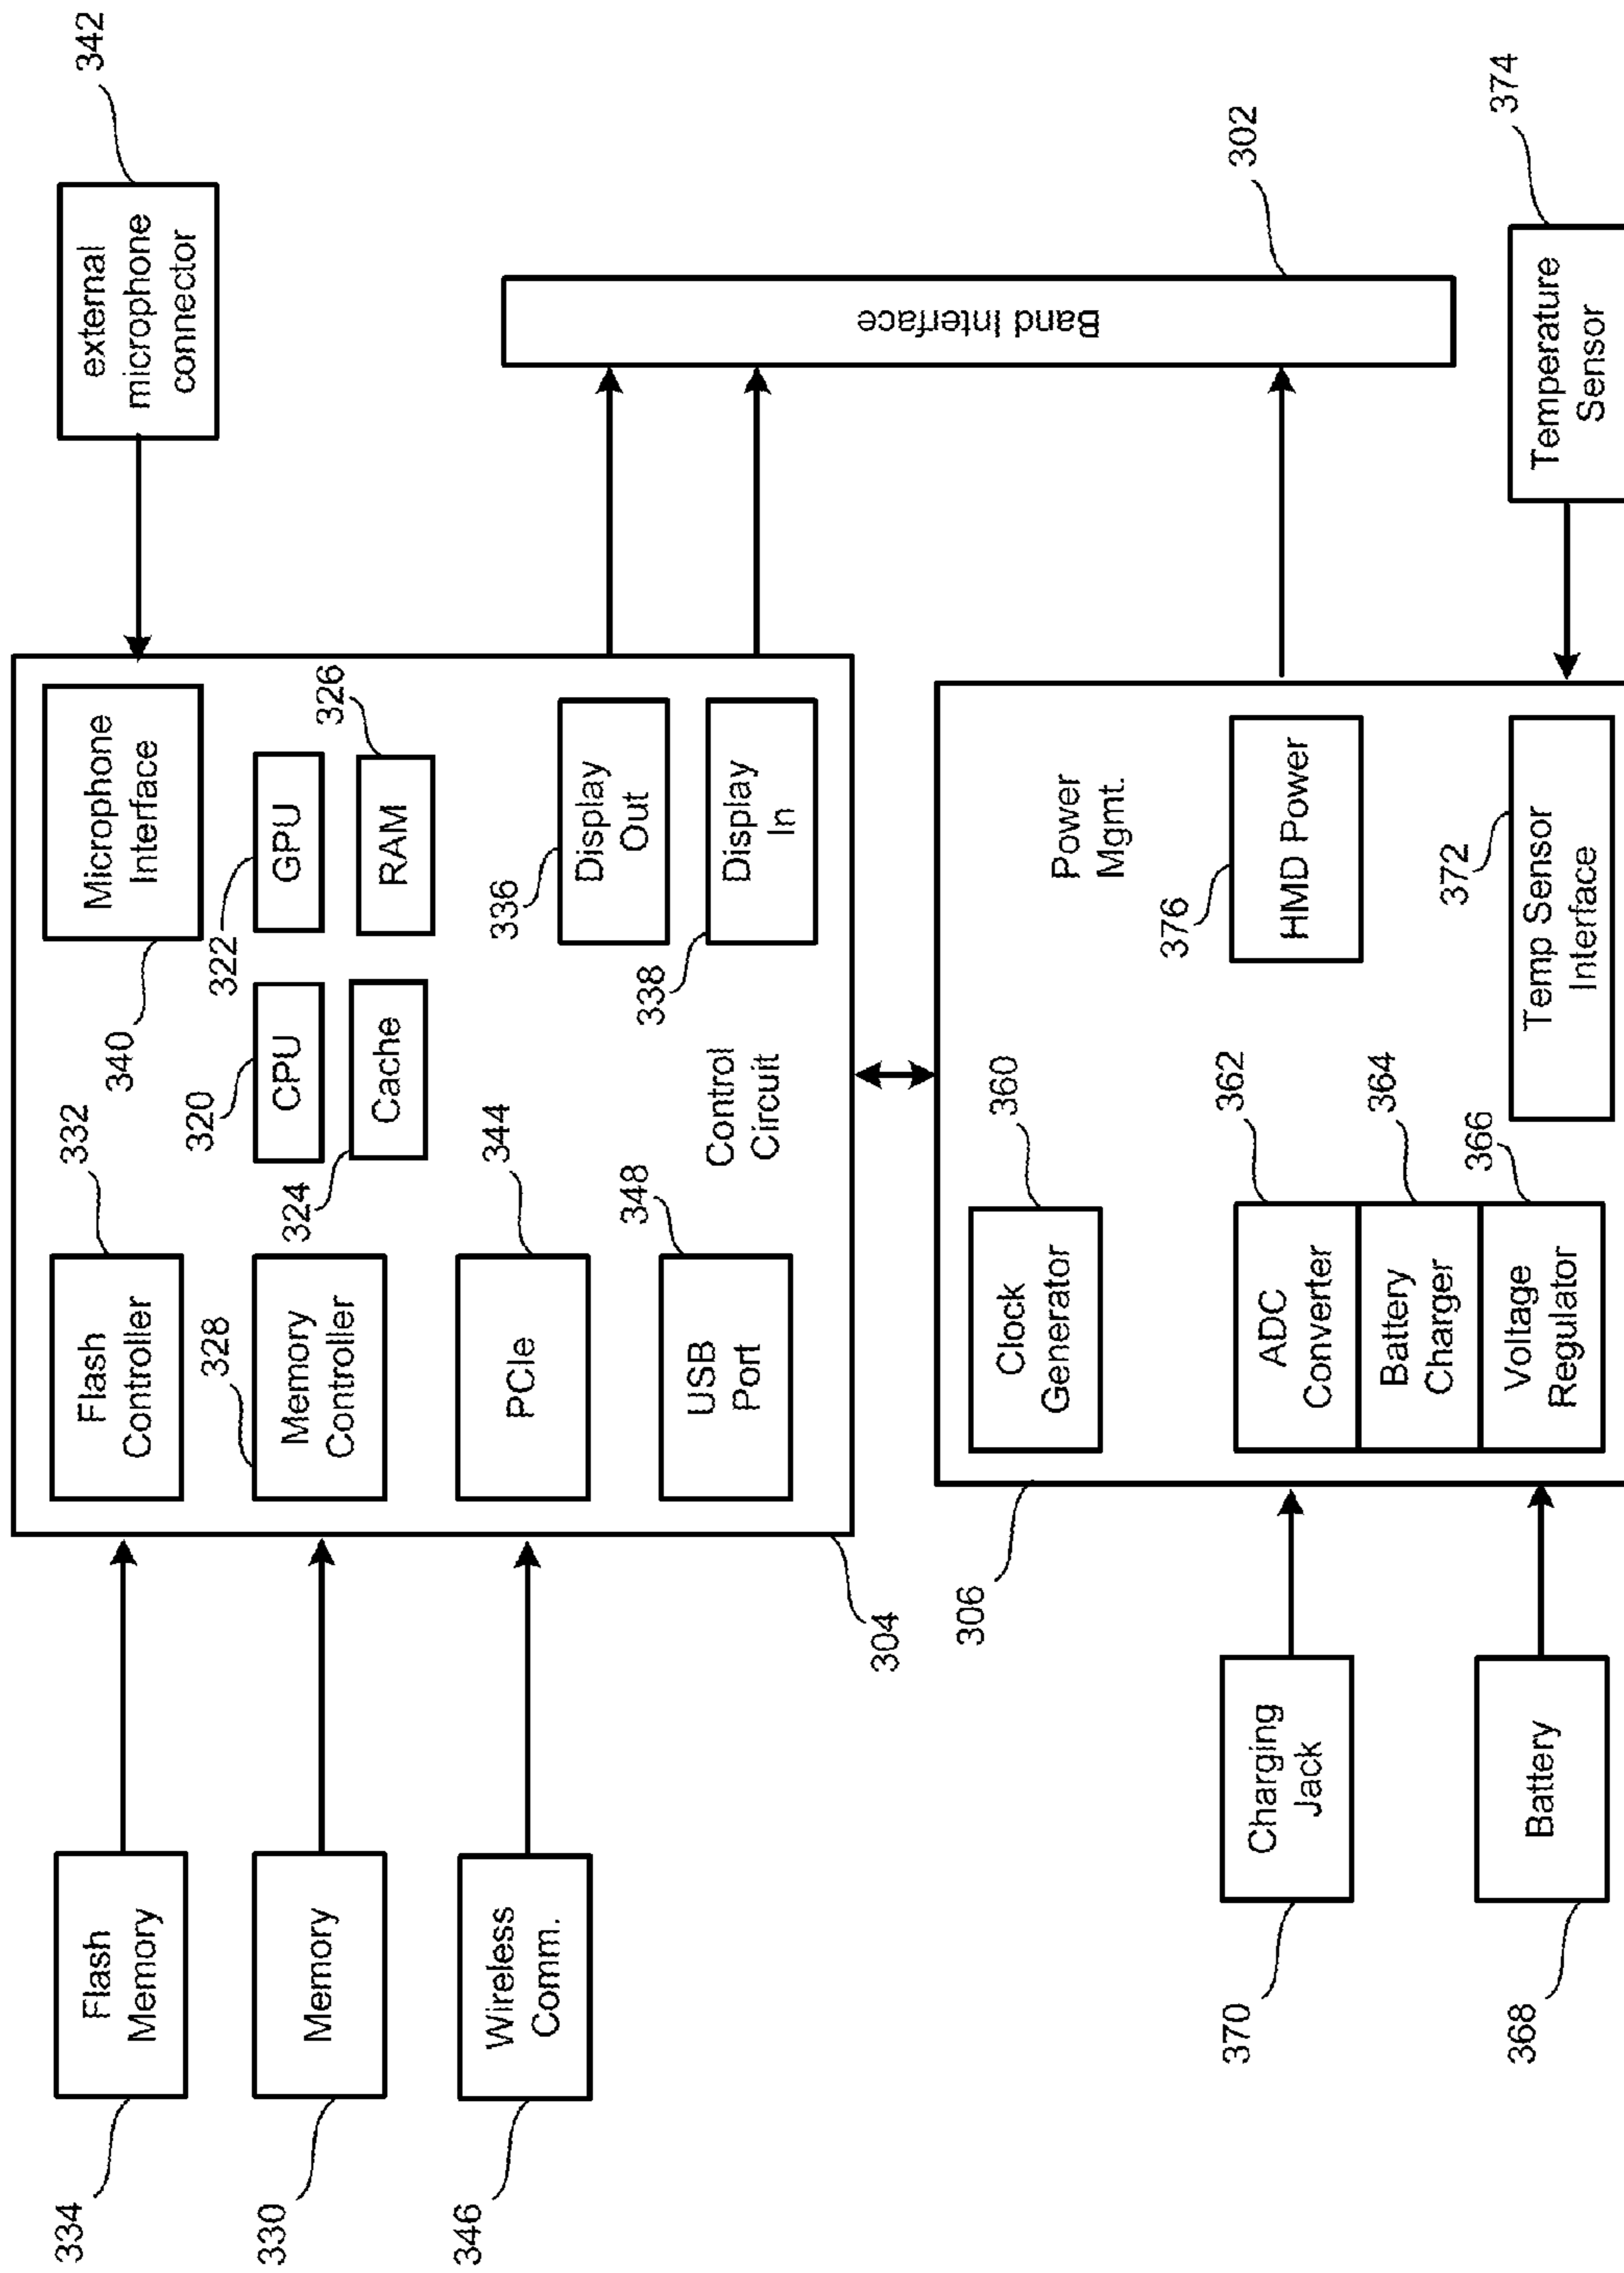 334
Flash
Memory
330
Memory
346
Wireless
Comm.
304
332
Flash
Controller
328
Memory
Controller
344
PCIe
348
USB
Port
320
CPU
324
Cache
322
GPU
326
RAM
340
Microphone
Interface
336
Display
Out
338
Display
In
Control
Circuit
342
external
microphone
connector
302
Band Interface
306
370
Charging
Jack
368
Battery
360
Clock
Generator
362
ADC
Converter
364
Battery
Charger
366
Voltage
Regulator
Power
Mgmt.
376
HMD Power
372
Temp Sensor
Interface
374
Temperature
Sensor